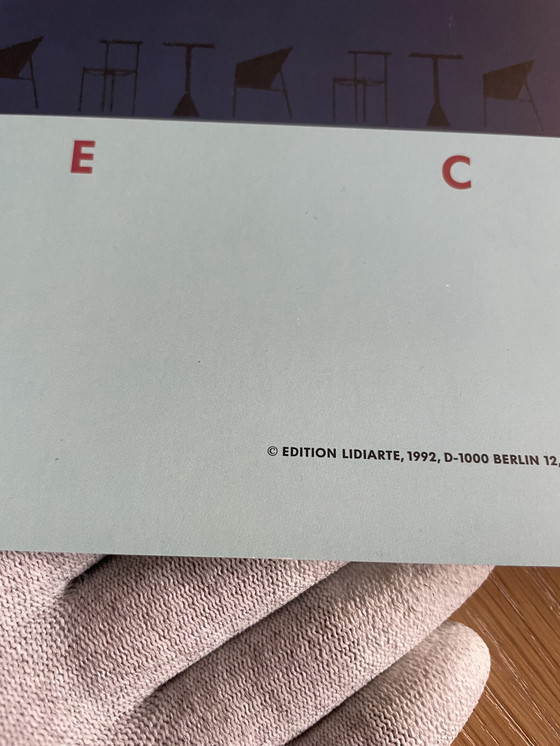 E C
© EDITION LIDIARTE, 1992, D-1000 BERLIN 12,